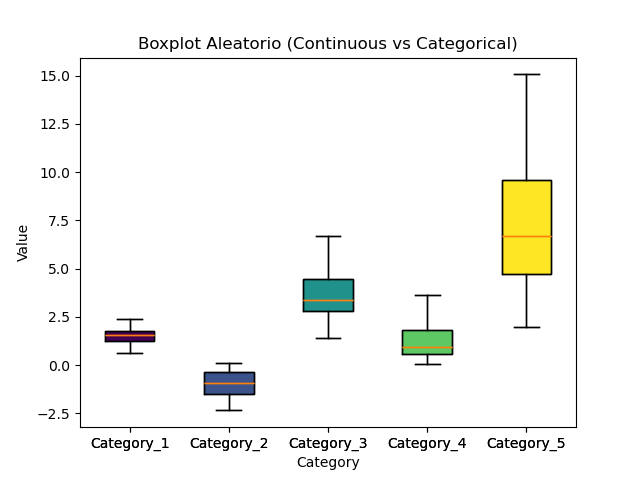 Boxplot Aleatorio (Continuous vs Categorical)
15.0
12.5
10.0
7.5
5.0
2.5
0.0
−2.5
Value
Category_1 Category_2 Category_3 Category_4 Category_5
Category